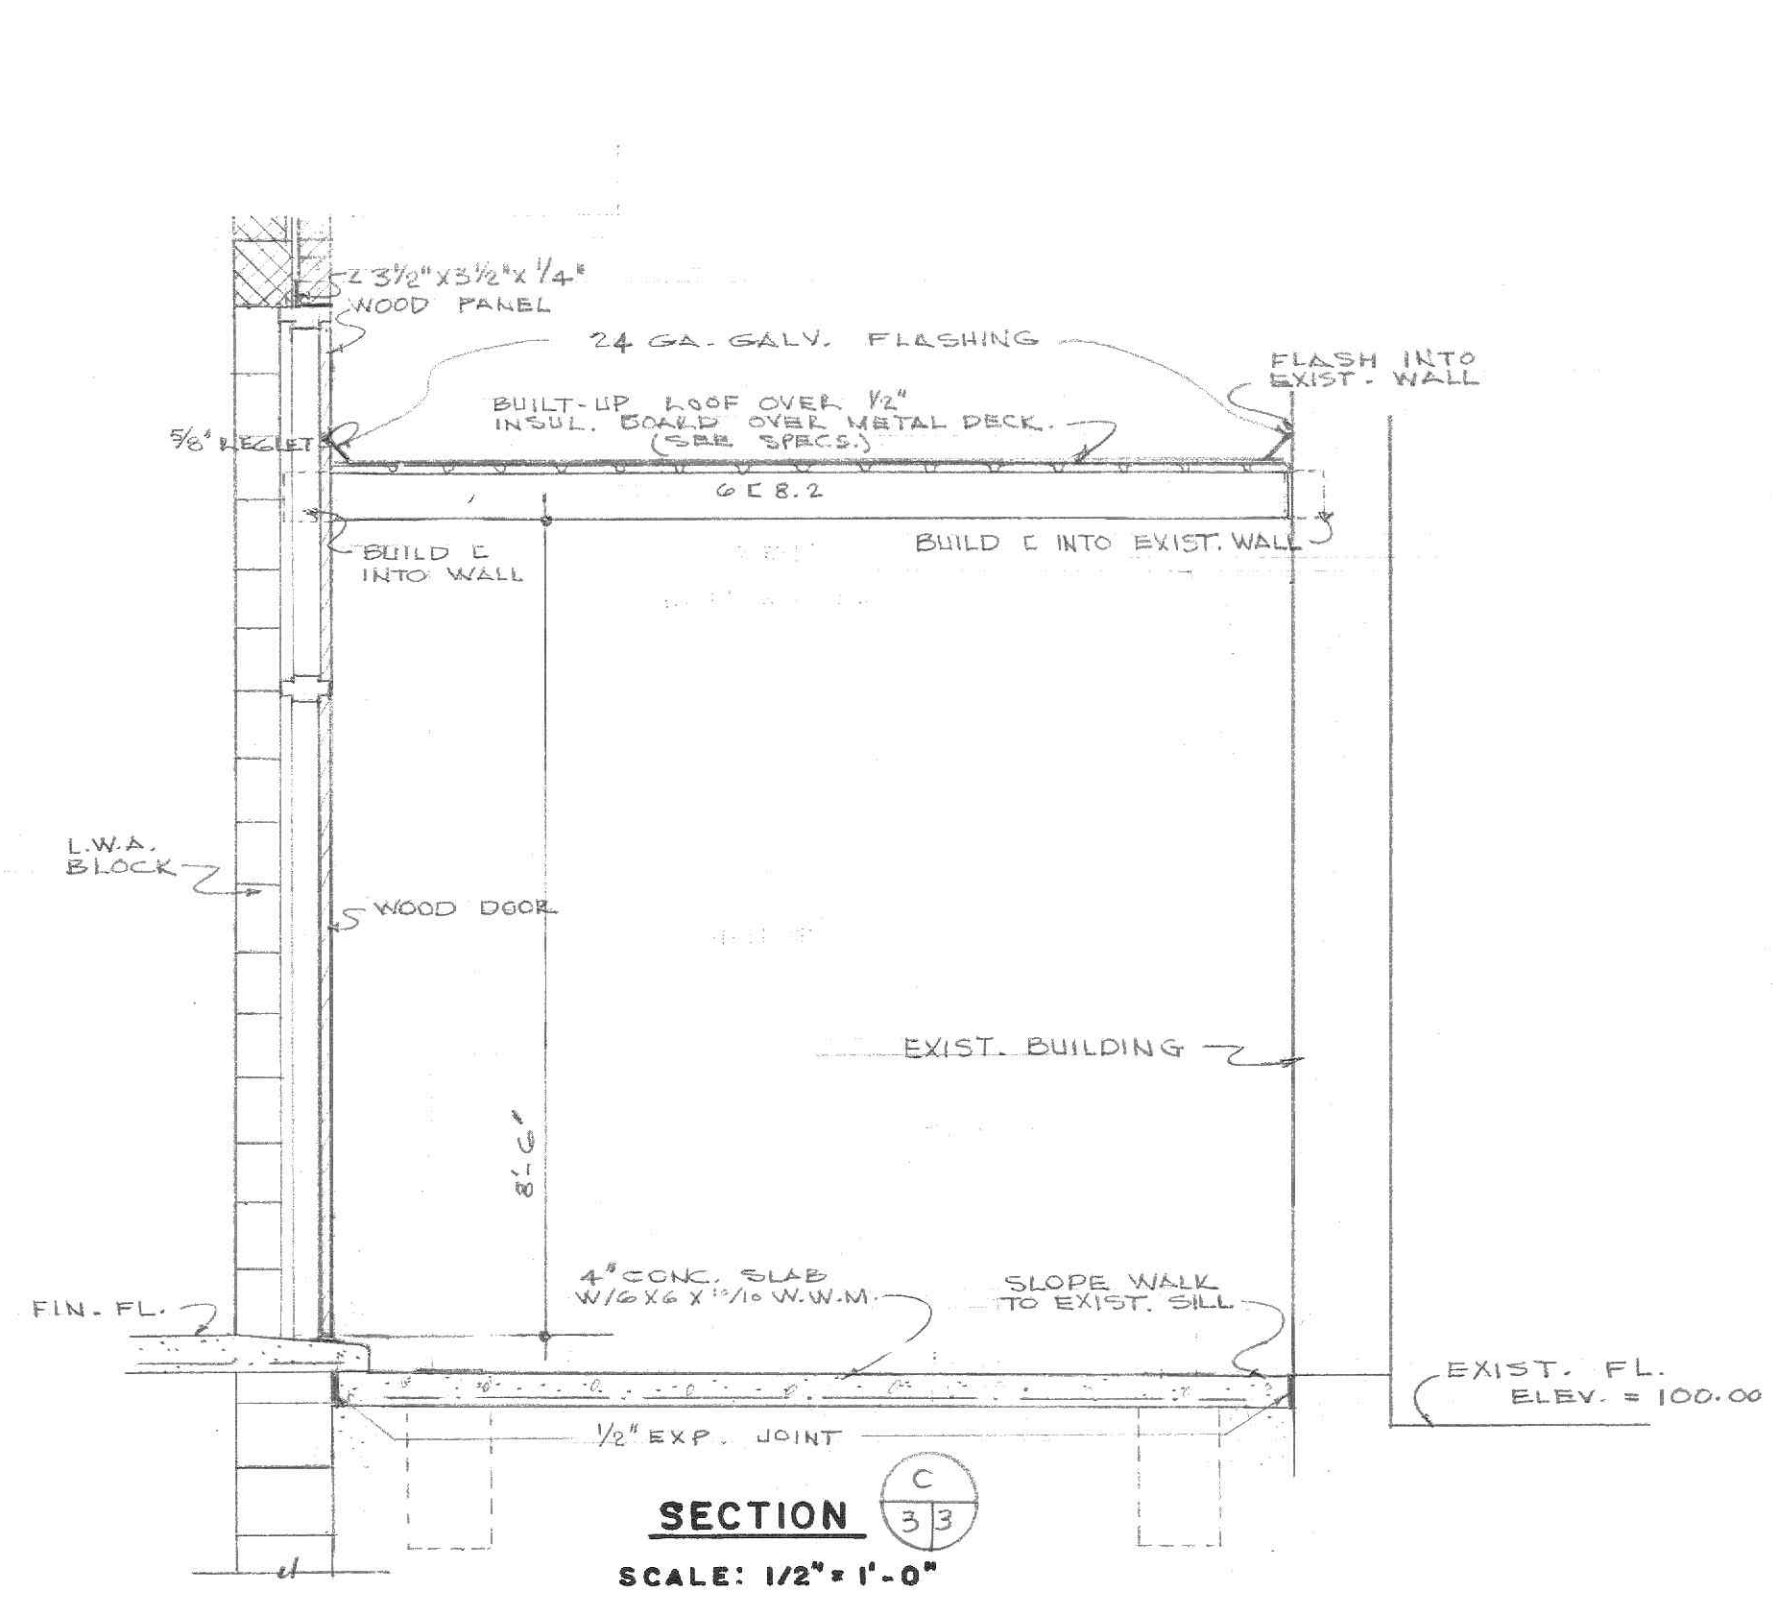 ∠ 3½" x 3½" x ¼"
WOOD PANEL
24 GA. GALV. FLASHING
FLASH INTO
EXIST. WALL
BUILT-UP ROOF OVER ½"
INSUL. BOARD OVER METAL DECK.
(SEE SPECS.)
5/8" REGLET
6 [ 8.2
BUILD [
INTO WALL
BUILD [ INTO EXIST. WALL
L.W.A.
BLOCK
WOOD DOOR
EXIST. BUILDING
8'-6"
4" CONC. SLAB
W/6 X 6 X 10/10 W.W.M.
SLOPE WALK
TO EXIST. SILL
FIN. FL.
EXIST. FL.
ELEV. = 100.00
½" EXP. JOINT
SECTION
C
3 3
SCALE: 1/2" = 1'-0"